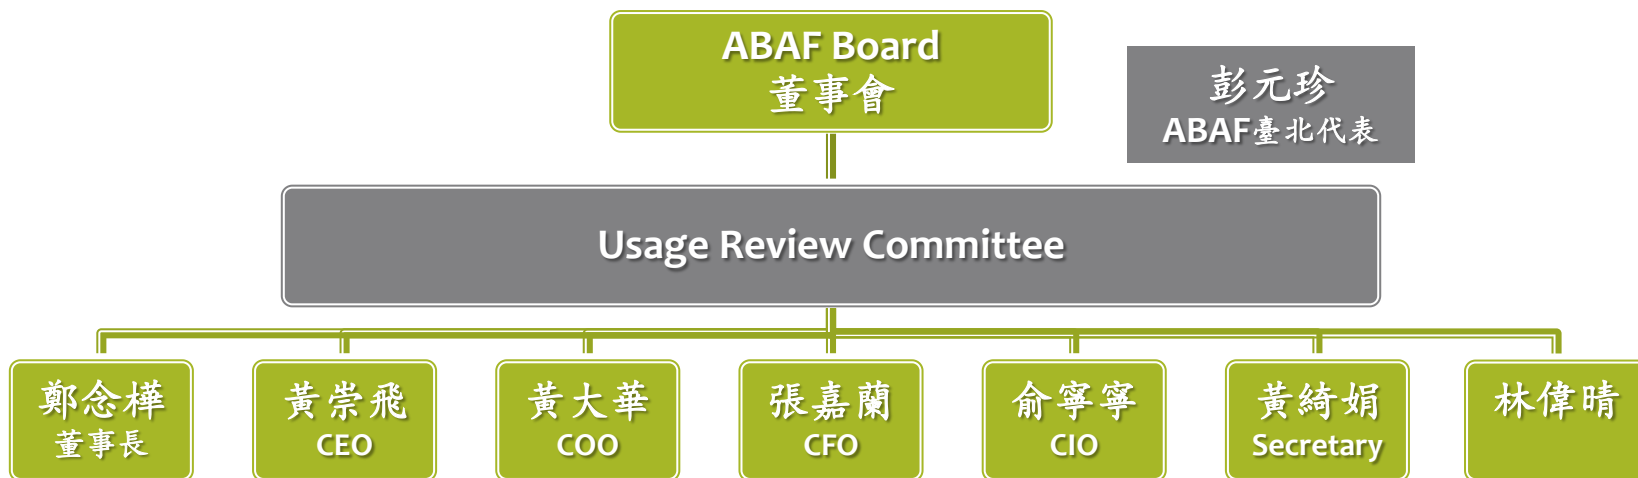 ABAF Board
董事會
彭元珍
ABAF臺北代表
Usage Review Committee
鄭念樺
董事長
黃崇飛
CEO
黃大華
COO
張嘉蘭
CFO
俞寧寧
CIO
黃綺娟
Secretary
林偉晴